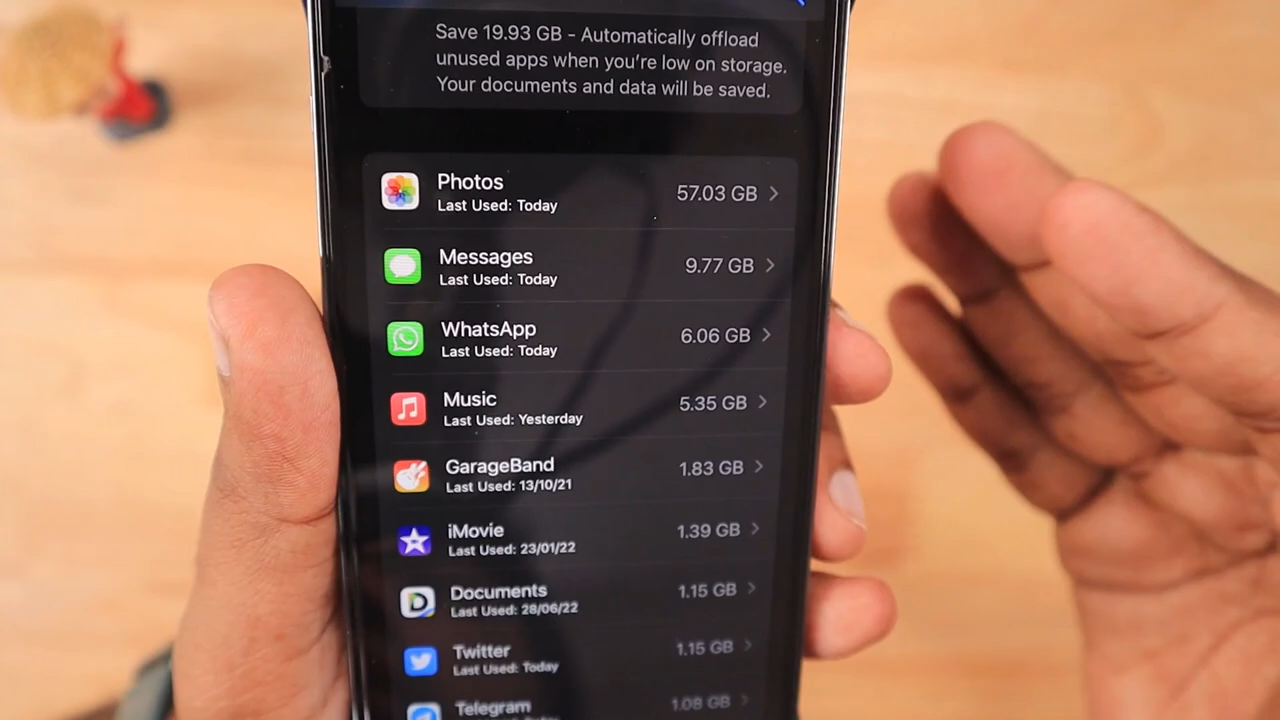 Save 19.93 GB - Automatically offload
unused apps when you're low on storage.
Your documents and data will be saved.
Photos 57.03 GB
Last Used: Today
Messages 9.77 GB
Last Used: Today
WhatsApp 6.06 GB
Last Used: Today
Music 5.35 GB
Last Used: Yesterday
GarageBand 1.83 GB
Last Used: 13/10/21
iMovie 1.39 GB
Last Used: 23/01/22
Documents 1.15 GB
Last Used: 28/06/22
Twitter 1.15 GB
Last Used: Today
Telegram 1.08 GB